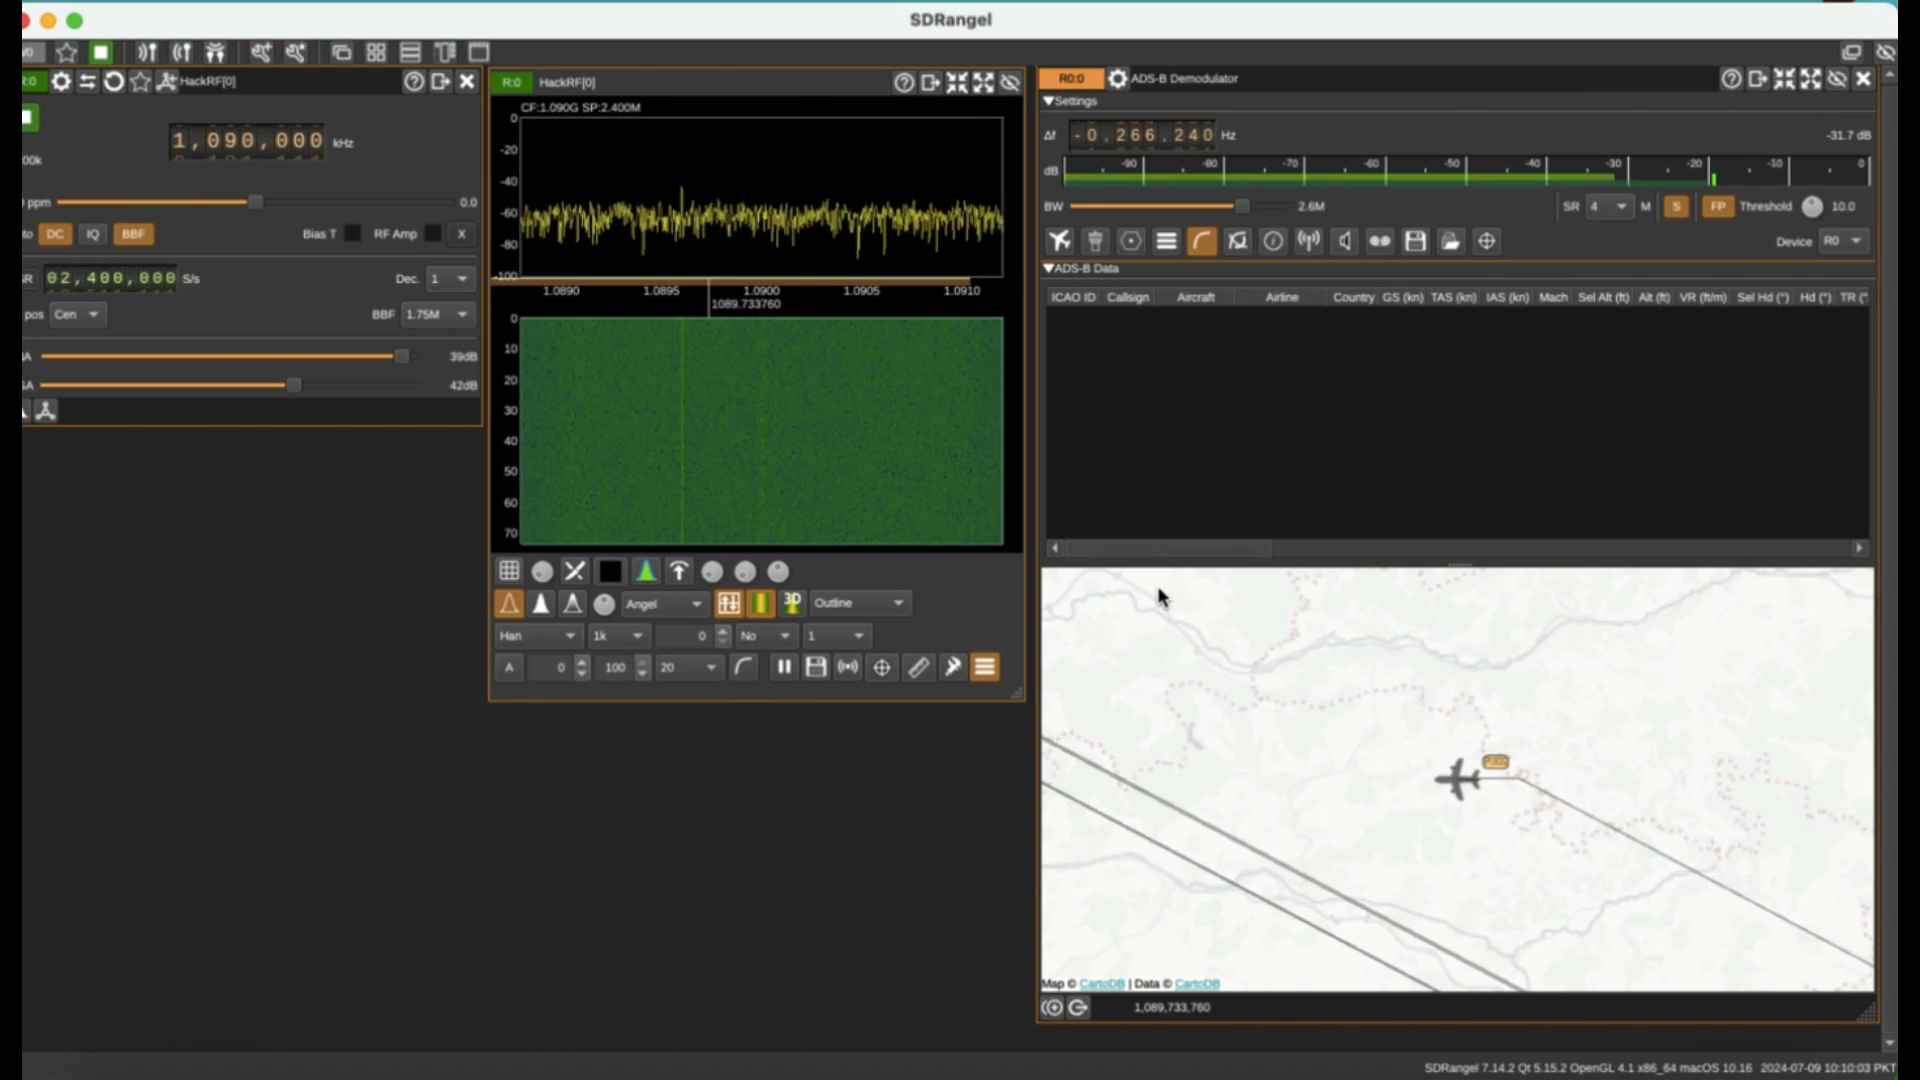 SDRangel
R:0 HackRF[0]
1,090,000 kHz
00k
ppm 0.0
DC IQ BBF Bias T RF Amp X
02,400,000 S/s Dec. 1
pos Cen BBF 1.75M
39dB
42dB
R:0 HackRF[0]
CF:1.090G SP:2.400M
0
-20
-40
-60
-80
-100
1.0890 1.0895 1.0900 1.0905 1.0910
1089.733760
0
10
20
30
40
50
60
70
Angel 3D Outline
Han 1k 0 No 1
A 0 100 20
R0:0 ADS-B Demodulator
▼Settings
Δf -0.266.240 Hz -31.7 dB
dB -90 -80 -70 -60 -50 -40 -30 -20 -10 0
BW 2.6M SR 4 M S FP Threshold 10.0
Device R0
▼ADS-B Data
ICAO ID Callsign Aircraft Airline Country GS (kn) TAS (kn) IAS (kn) Mach Sel Alt (ft) Alt (ft) VR (ft/m) Sel Hd (°) Hd (°) TR (°
Map © CartoDB | Data © CartoDB
1,089,733,760
SDRangel 7.14.2 Qt 5.15.2 OpenGL 4.1 x86_64 macOS 10.16 2024-07-09 10:10:03 PKT